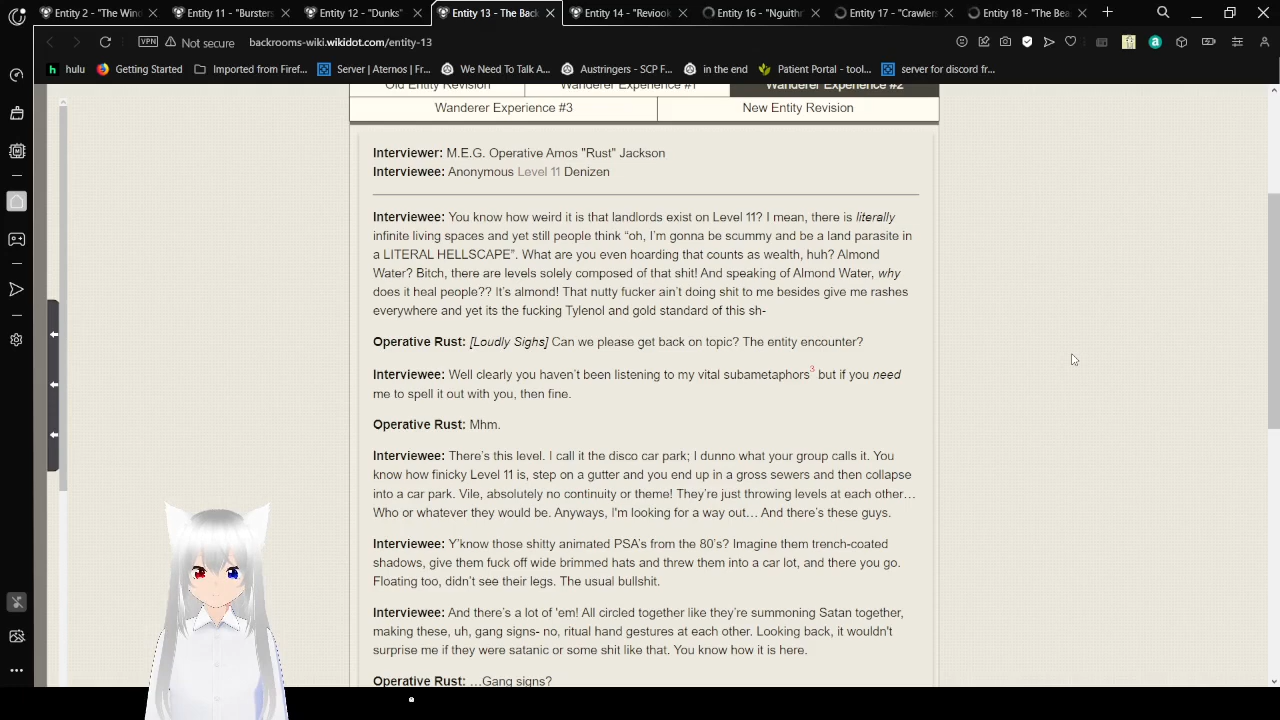 Entity 2 - "The Wind
Entity 11 - "Bursters
Entity 12 - "Dunks"
Entity 13 - The Back
Entity 14 - "Reviook
Entity 16 - "Nguithr
Entity 17 - "Crawlers
Entity 18 - "The Bea
VPN Not secure backrooms-wiki.wikidot.com/entity-13
hulu Getting Started Imported from Firef... Server | Aternos | Fr... We Need To Talk A... Austringers - SCP F... in the end Patient Portal - tool... server for discord fr...
Old Entity Revision Wanderer Experience #1 Wanderer Experience #2
Wanderer Experience #3 New Entity Revision
Interviewer: M.E.G. Operative Amos "Rust" Jackson
Interviewee: Anonymous Level 11 Denizen
Interviewee: You know how weird it is that landlords exist on Level 11? I mean, there is literally
infinite living spaces and yet still people think “oh, I’m gonna be scummy and be a land parasite in
a LITERAL HELLSCAPE”. What are you even hoarding that counts as wealth, huh? Almond
Water? Bitch, there are levels solely composed of that shit! And speaking of Almond Water, why
does it heal people?? It’s almond! That nutty fucker ain’t doing shit to me besides give me rashes
everywhere and yet its the fucking Tylenol and gold standard of this sh-
Operative Rust: [Loudly Sighs] Can we please get back on topic? The entity encounter?
Interviewee: Well clearly you haven’t been listening to my vital subametaphors3 but if you need
me to spell it out with you, then fine.
Operative Rust: Mhm.
Interviewee: There’s this level. I call it the disco car park; I dunno what your group calls it. You
know how finicky Level 11 is, step on a gutter and you end up in a gross sewers and then collapse
into a car park. Vile, absolutely no continuity or theme! They’re just throwing levels at each other…
Who or whatever they would be. Anyways, I'm looking for a way out… And there’s these guys.
Interviewee: Y’know those shitty animated PSA’s from the 80’s? Imagine them trench-coated
shadows, give them fuck off wide brimmed hats and threw them into a car lot, and there you go.
Floating too, didn’t see their legs. The usual bullshit.
Interviewee: And there’s a lot of ‘em! All circled together like they’re summoning Satan together,
making these, uh, gang signs- no, ritual hand gestures at each other. Looking back, it wouldn't
surprise me if they were satanic or some shit like that. You know how it is here.
Operative Rust: …Gang signs?